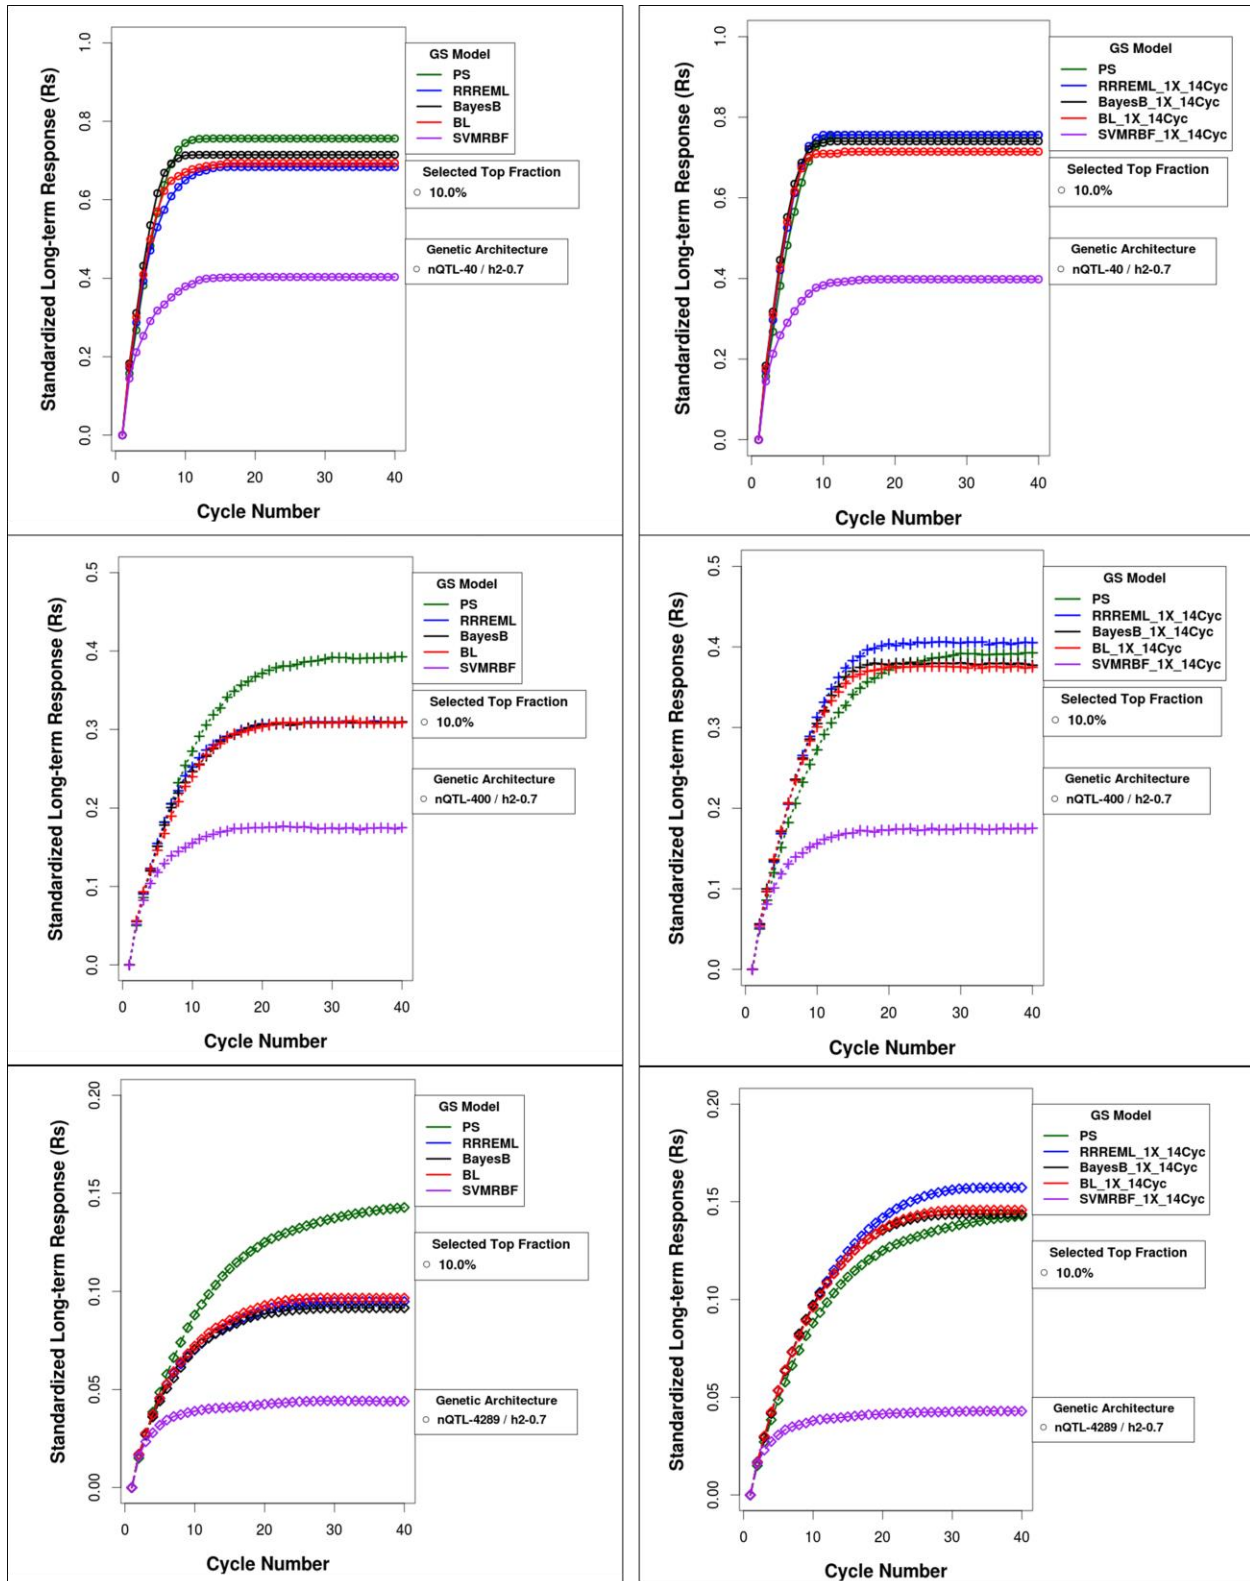 Standardized Long-term Response (Rs)
1.0
0.8
0.6
0.4
0.2
0.0
0 10 20 30 40
Cycle Number
GS Model
PS
RRREML
BayesB
BL
SVMRBF
Selected Top Fraction
10.0%
Genetic Architecture
nQTL-40 / h2-0.7
Standardized Long-term Response (Rs)
1.0
0.8
0.6
0.4
0.2
0.0
0 10 20 30 40
Cycle Number
GS Model
PS
RRREML_1X_14Cyc
BayesB_1X_14Cyc
BL_1X_14Cyc
SVMRBF_1X_14Cyc
Selected Top Fraction
10.0%
Genetic Architecture
nQTL-40 / h2-0.7
Standardized Long-term Response (Rs)
0.5
0.4
0.3
0.2
0.1
0.0
0 10 20 30 40
Cycle Number
GS Model
PS
RRREML
BayesB
BL
SVMRBF
Selected Top Fraction
10.0%
Genetic Architecture
nQTL-400 / h2-0.7
Standardized Long-term Response (Rs)
0.5
0.4
0.3
0.2
0.1
0.0
0 10 20 30 40
Cycle Number
GS Model
PS
RRREML_1X_14Cyc
BayesB_1X_14Cyc
BL_1X_14Cyc
SVMRBF_1X_14Cyc
Selected Top Fraction
10.0%
Genetic Architecture
nQTL-400 / h2-0.7
Standardized Long-term Response (Rs)
0.20
0.15
0.10
0.05
0.00
0 10 20 30 40
Cycle Number
GS Model
PS
RRREML
BayesB
BL
SVMRBF
Selected Top Fraction
10.0%
Genetic Architecture
nQTL-4289 / h2-0.7
Standardized Long-term Response (Rs)
0.20
0.15
0.10
0.05
0.00
0 10 20 30 40
Cycle Number
GS Model
PS
RRREML_1X_14Cyc
BayesB_1X_14Cyc
BL_1X_14Cyc
SVMRBF_1X_14Cyc
Selected Top Fraction
10.0%
Genetic Architecture
nQTL-4289 / h2-0.7